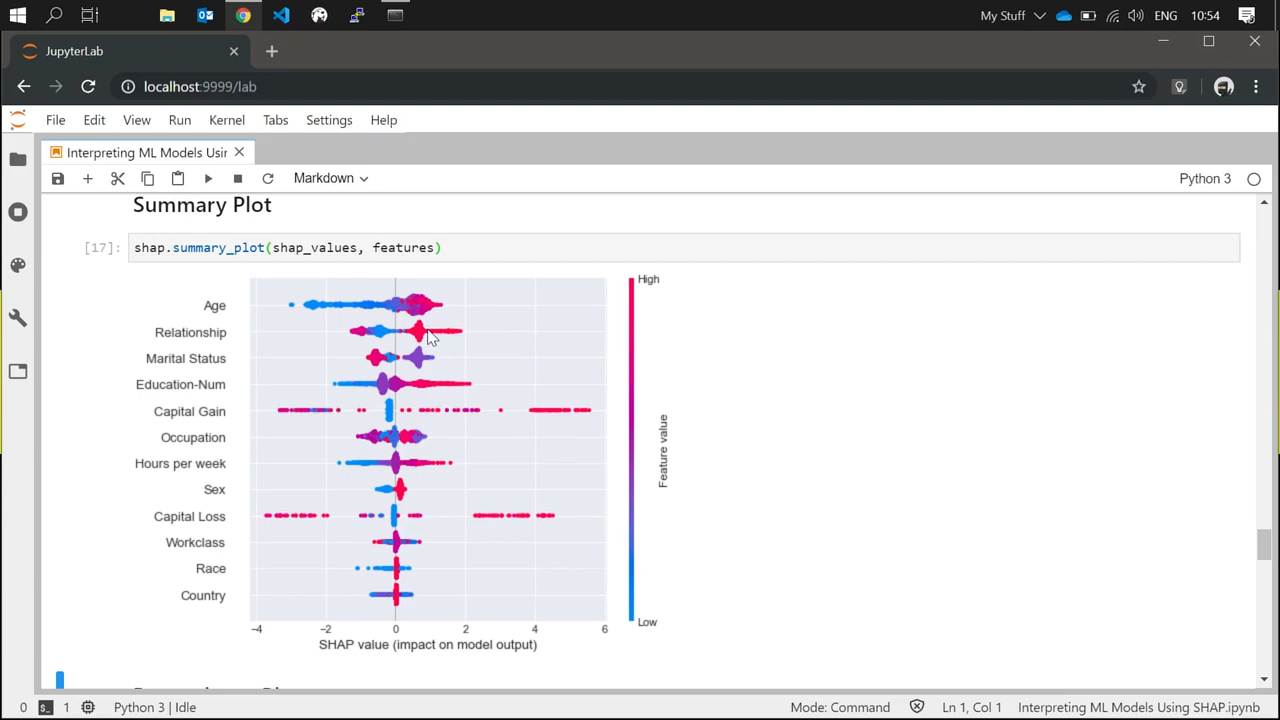 My Stuff
ENG
10:54
JupyterLab
localhost:9999/lab
File Edit View Run Kernel Tabs Settings Help
Interpreting ML Models Usin
Markdown
Python 3
Summary Plot
[17]:
shap.summary_plot(shap_values, features)
High
Age
Relationship
Marital Status
Education-Num
Capital Gain
Occupation
Hours per week
Sex
Capital Loss
Workclass
Race
Country
Feature value
Low
−4 −2 0 2 4 6
SHAP value (impact on model output)
0 1 Python 3 | Idle
Mode: Command
Ln 1, Col 1
Interpreting ML Models Using SHAP.ipynb